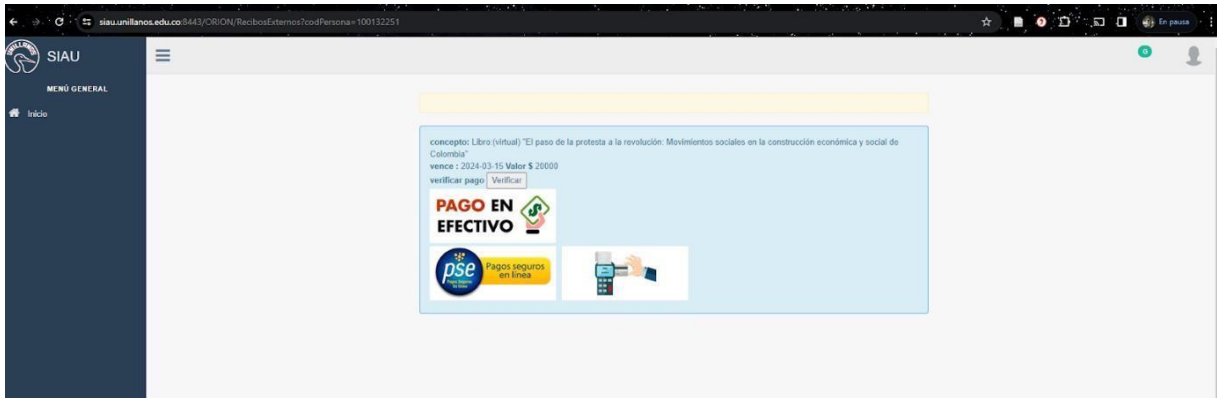 siau.unillanos.edu.co:8443/ORION/RecibosExternos?codPersona=100132251
En pausa
UNILLANOS
SIAU
0
MENÚ GENERAL
Inicio
concepto: Libro:(virtual) "El paso de la protesta a la revolución: Movimientos sociales en la construcción económica y social de
Colombia"
vence : 2024-03-15 Valor $ 20000
verificar pago Verificar
PAGO EN
EFECTIVO
pse
Pagos seguros
en línea